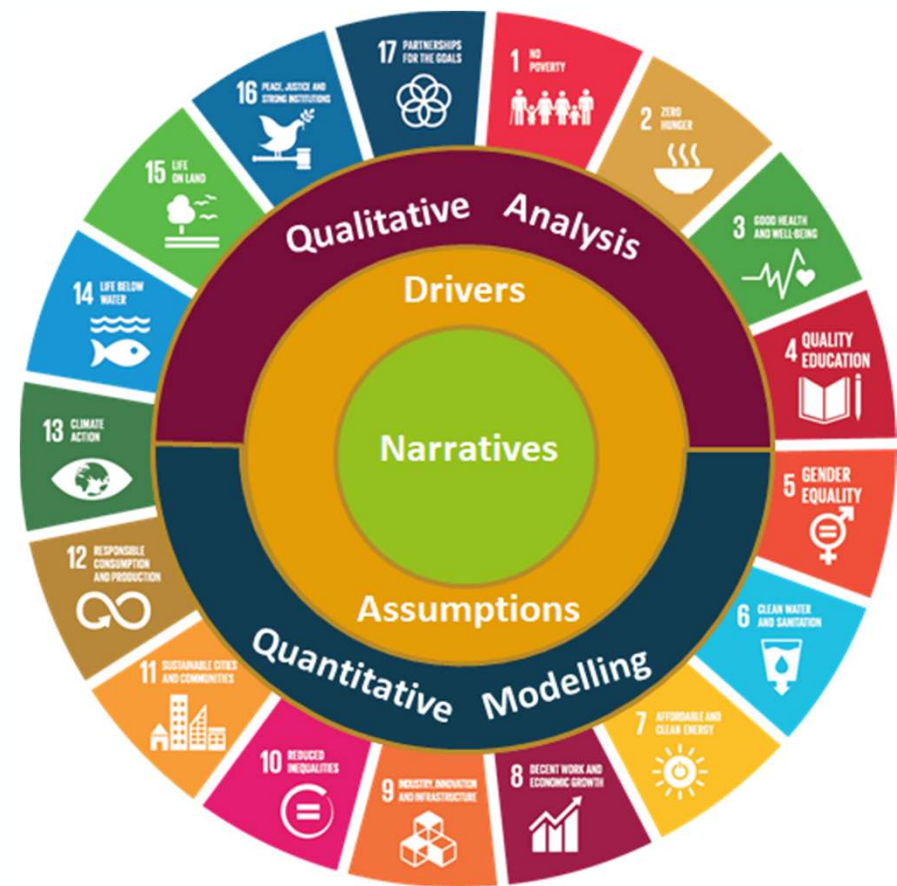 1 NO
POVERTY
2 ZERO
HUNGER
3 GOOD HEALTH
AND WELL-BEING
4 QUALITY
EDUCATION
5 GENDER
EQUALITY
6 CLEAN WATER
AND SANITATION
7 AFFORDABLE AND
CLEAN ENERGY
8 DECENT WORK AND
ECONOMIC GROWTH
9 INDUSTRY, INNOVATION
AND INFRASTRUCTURE
10 REDUCED
INEQUALITIES
11 SUSTAINABLE CITIES
AND COMMUNITIES
12 RESPONSIBLE
CONSUMPTION
AND PRODUCTION
13 CLIMATE
ACTION
14 LIFE BELOW
WATER
15 LIFE
ON LAND
16 PEACE, JUSTICE AND
STRONG INSTITUTIONS
17 PARTNERSHIPS
FOR THE GOALS
Qualitative Analysis
Drivers
Narratives
Assumptions
Quantitative Modelling